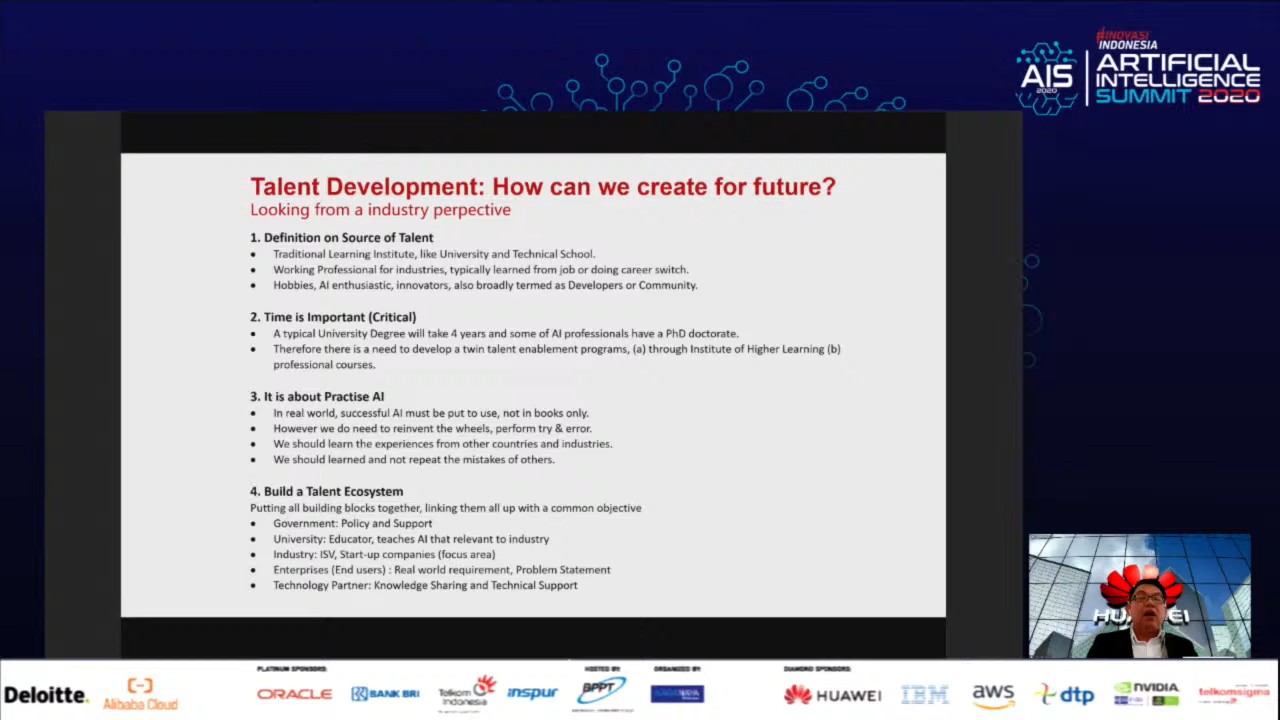 #INOVASI
INDONESIA
AIS
2020
ARTIFICIAL
INTELLIGENCE
SUMMIT 2020
Talent Development: How can we create for future?
Looking from a industry perpective
1. Definition on Source of Talent
• Traditional Learning Institute, like University and Technical School.
• Working Professional for industries, typically learned from job or doing career switch.
• Hobbies, AI enthusiastic, innovators, also broadly termed as Developers or Community.
2. Time is Important (Critical)
• A typical University Degree will take 4 years and some of AI professionals have a PhD doctorate.
• Therefore there is a need to develop a twin talent enablement programs, (a) through Institute of Higher Learning (b)
professional courses.
3. It is about Practise AI
• In real world, successful AI must be put to use, not in books only.
• However we do need to reinvent the wheels, perform try & error.
• We should learn the experiences from other countries and industries.
• We should learned and not repeat the mistakes of others.
4. Build a Talent Ecosystem
Putting all building blocks together, linking them all up with a common objective
• Government: Policy and Support
• University: Educator, teaches AI that relevant to industry
• Industry: ISV, Start-up companies (focus area)
• Enterprises (End users) : Real world requirement, Problem Statement
• Technology Partner: Knowledge Sharing and Technical Support
HU EI
PLATINUM SPONSORS:
HOSTED BY:
ORGANIZED BY:
DIAMOND SPONSORS:
Deloitte.
Alibaba Cloud
ORACLE
BANK BRI
Telkom
Indonesia
inspur
BPPT
HUAWEI
IBM
aws
dtp
NVIDIA
telkomsigma